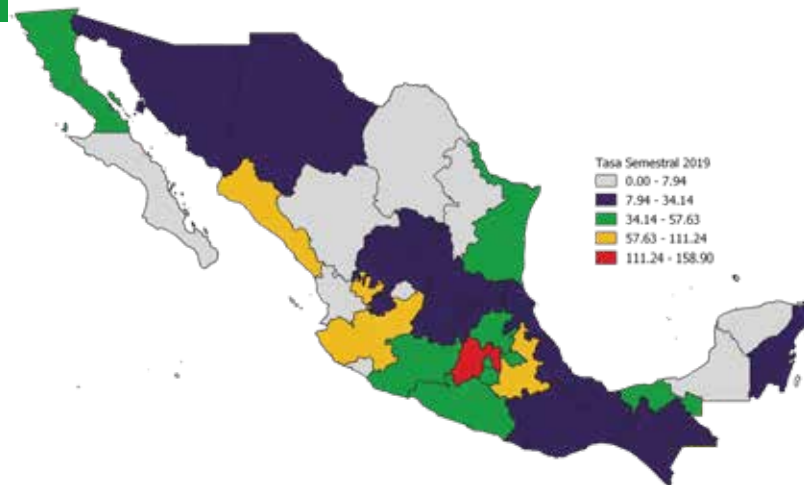 Tasa Semestral 2019
0.00 - 7.94
7.94 - 34.14
34.14 - 57.63
57.63 - 111.24
111.24 - 158.90